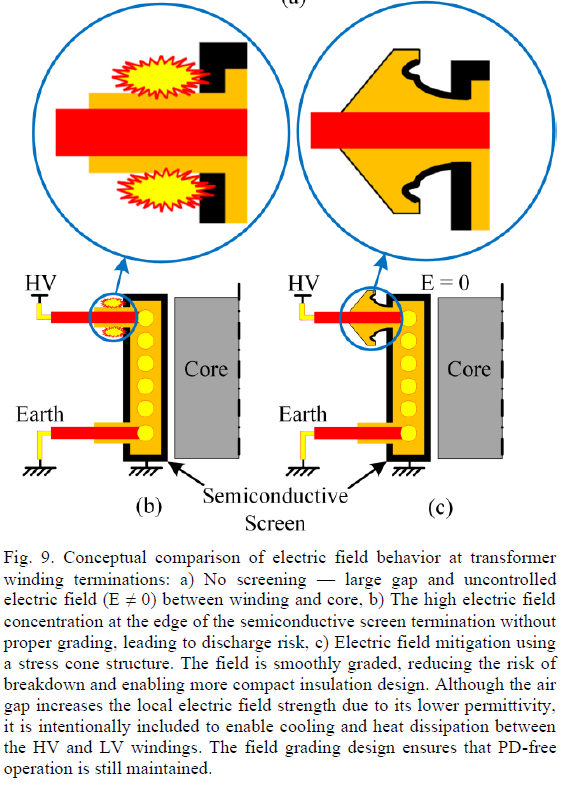 (a)
HV
HV
E = 0
Core
Core
Earth
Earth
(b)
Semiconductive
Screen
(c)
Fig. 9. Conceptual comparison of electric field behavior at transformer
winding terminations: a) No screening — large gap and uncontrolled
electric field (E ≠ 0) between winding and core, b) The high electric field
concentration at the edge of the semiconductive screen termination without
proper grading, leading to discharge risk, c) Electric field mitigation using
a stress cone structure. The field is smoothly graded, reducing the risk of
breakdown and enabling more compact insulation design. Although the air
gap increases the local electric field strength due to its lower permittivity,
it is intentionally included to enable cooling and heat dissipation between
the HV and LV windings. The field grading design ensures that PD-free
operation is still maintained.